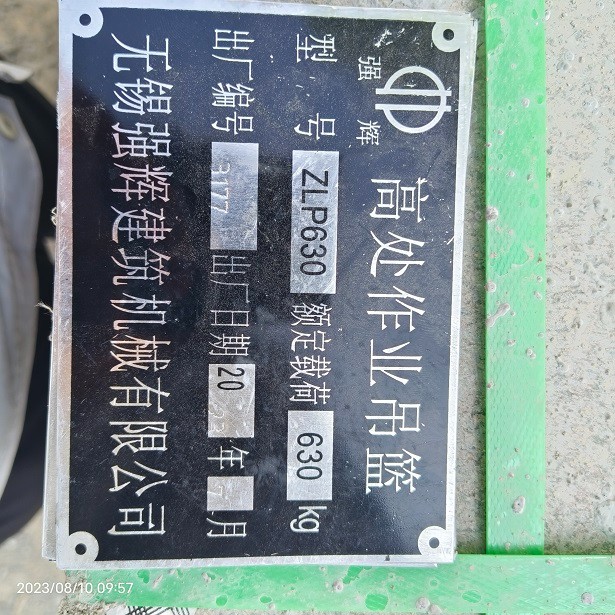 强辉
高处作业吊篮
型号 ZLP630 额定载荷 630 kg
出厂编号 3177 出厂日期 20 年 月
无锡强辉建筑机械有限公司
2023/08/10 09:57